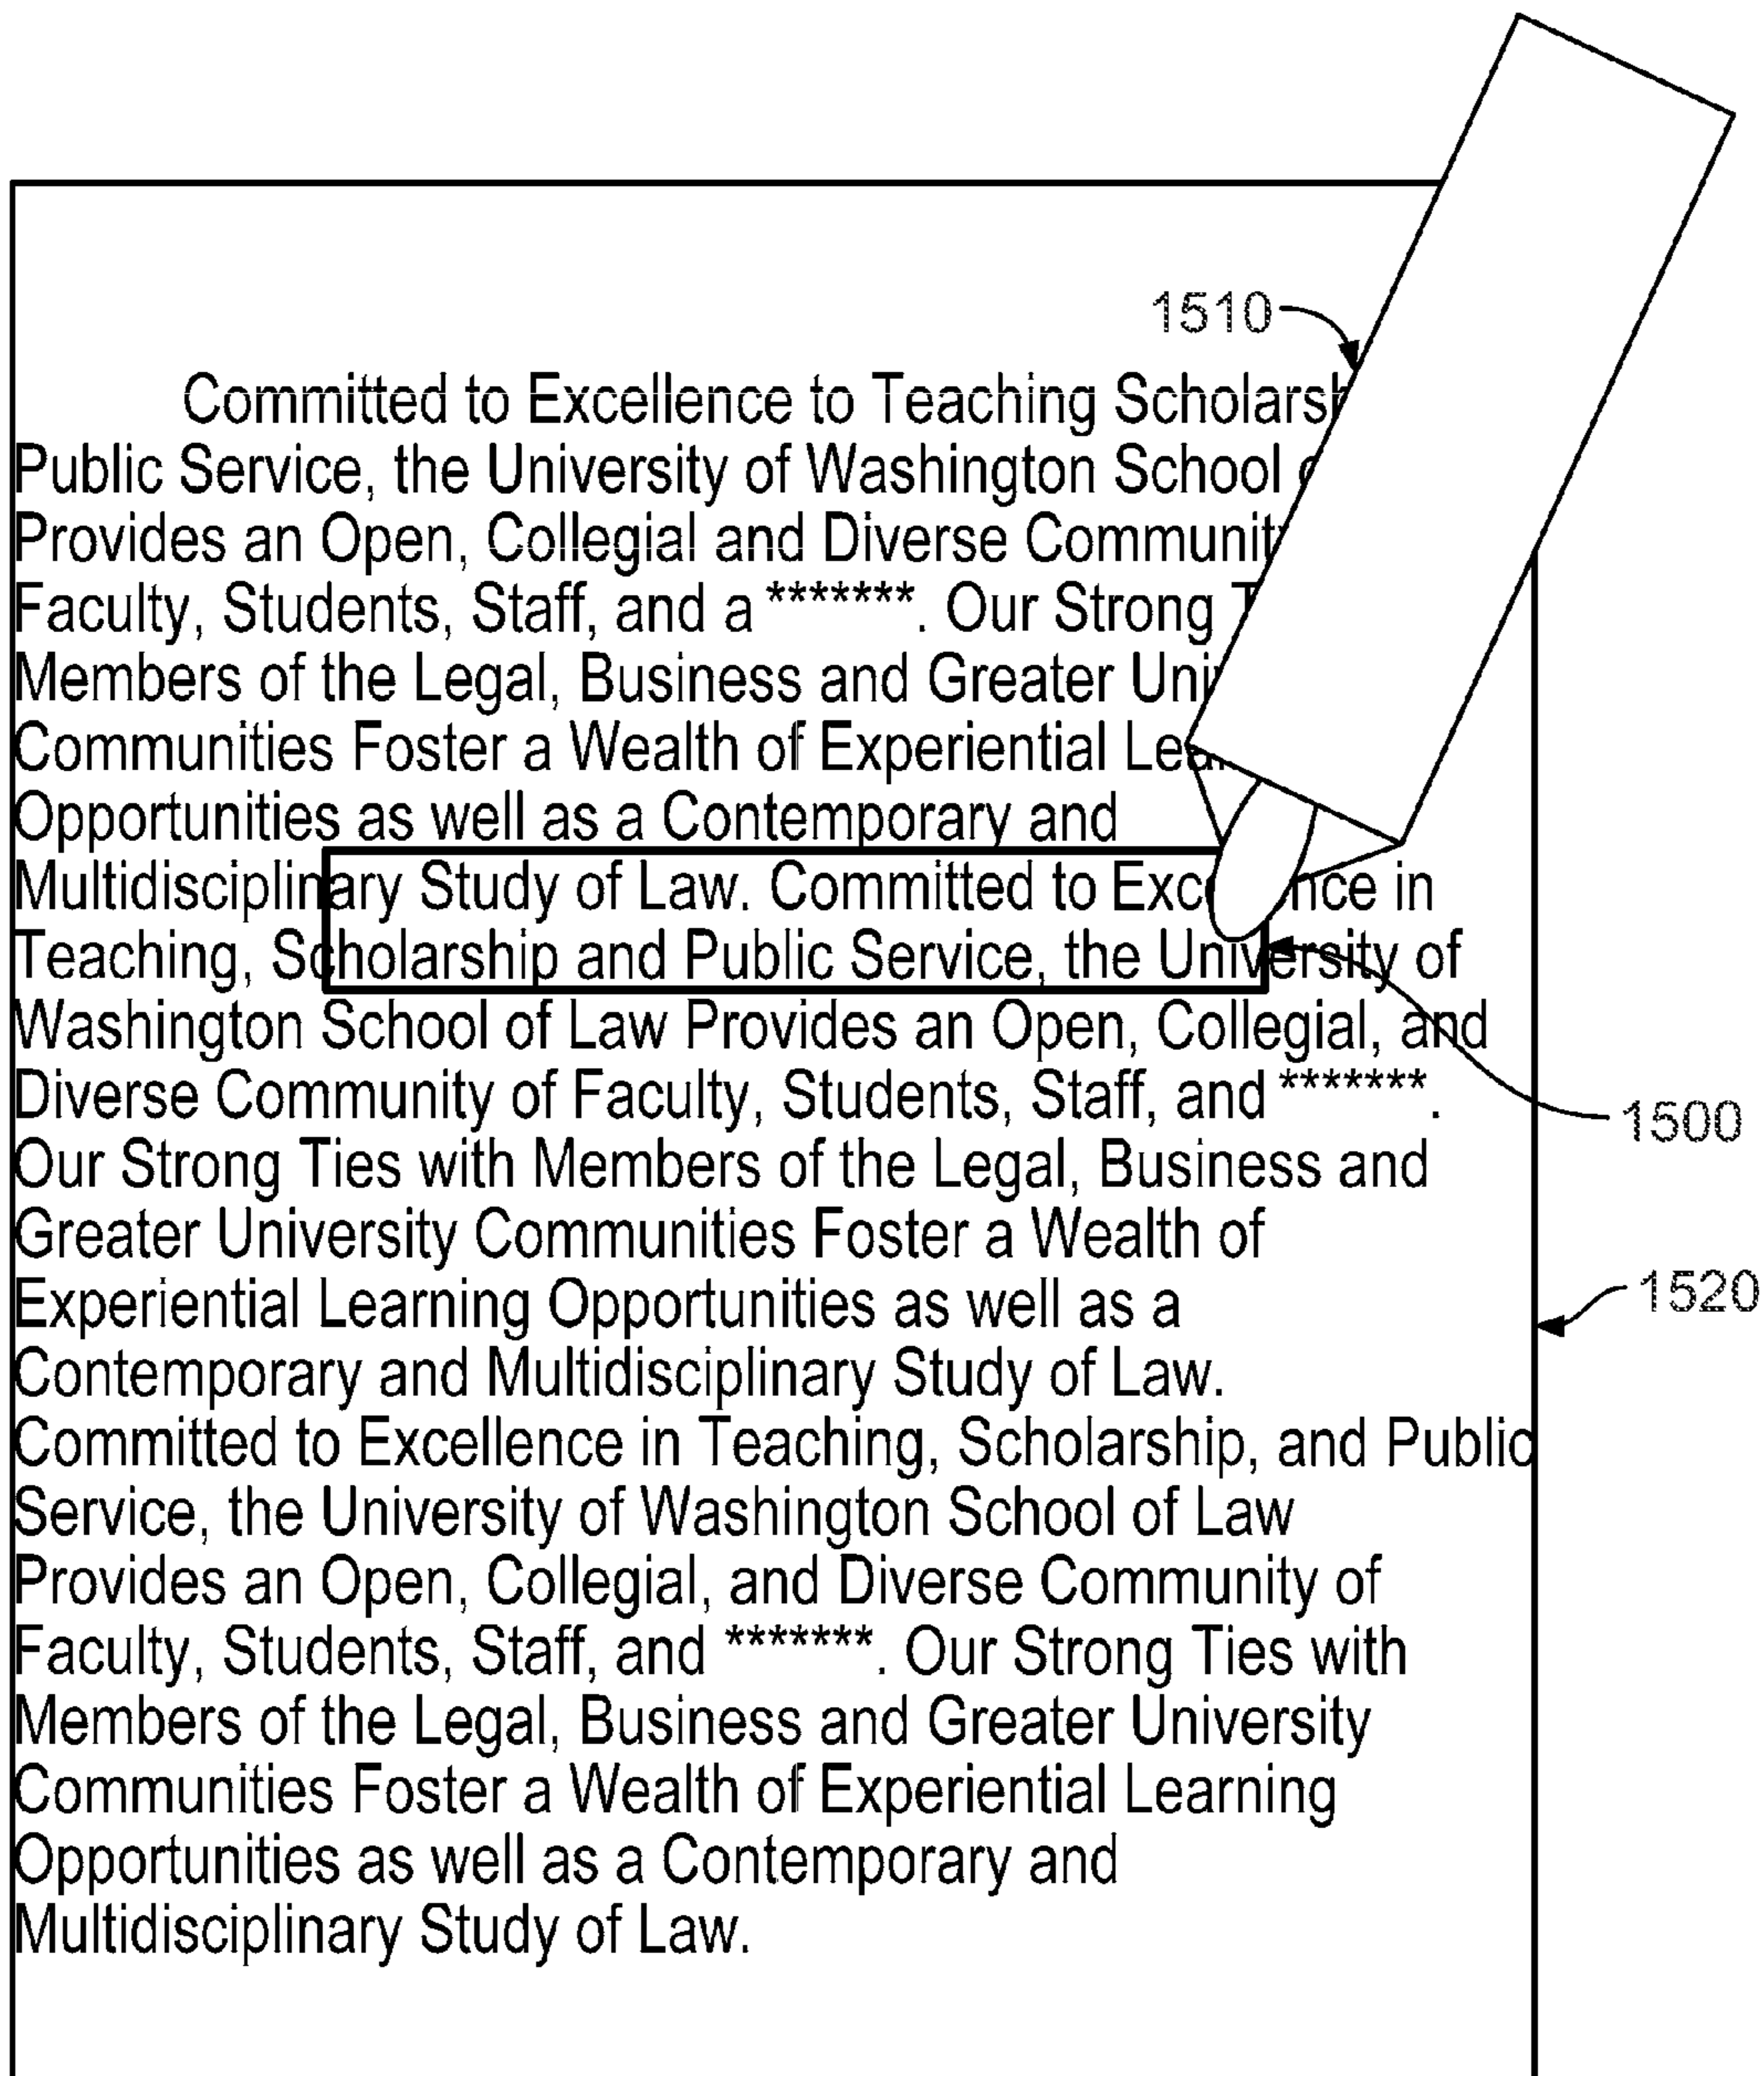 1510
Committed to Excellence to Teaching Scholarsh
Public Service, the University of Washington School
Provides an Open, Collegial and Diverse Community
Faculty, Students, Staff, and a *******. Our Strong T
Members of the Legal, Business and Greater Uni
Communities Foster a Wealth of Experiential Lea
Opportunities as well as a Contemporary and
Multidisciplinary Study of Law. Committed to Exc nce in
Teaching, Scholarship and Public Service, the University of
Washington School of Law Provides an Open, Collegial, and
Diverse Community of Faculty, Students, Staff, and *******.
1500
Our Strong Ties with Members of the Legal, Business and
Greater University Communities Foster a Wealth of
Experiential Learning Opportunities as well as a
1520
Contemporary and Multidisciplinary Study of Law.
Committed to Excellence in Teaching, Scholarship, and Public
Service, the University of Washington School of Law
Provides an Open, Collegial, and Diverse Community of
Faculty, Students, Staff, and *******. Our Strong Ties with
Members of the Legal, Business and Greater University
Communities Foster a Wealth of Experiential Learning
Opportunities as well as a Contemporary and
Multidisciplinary Study of Law.